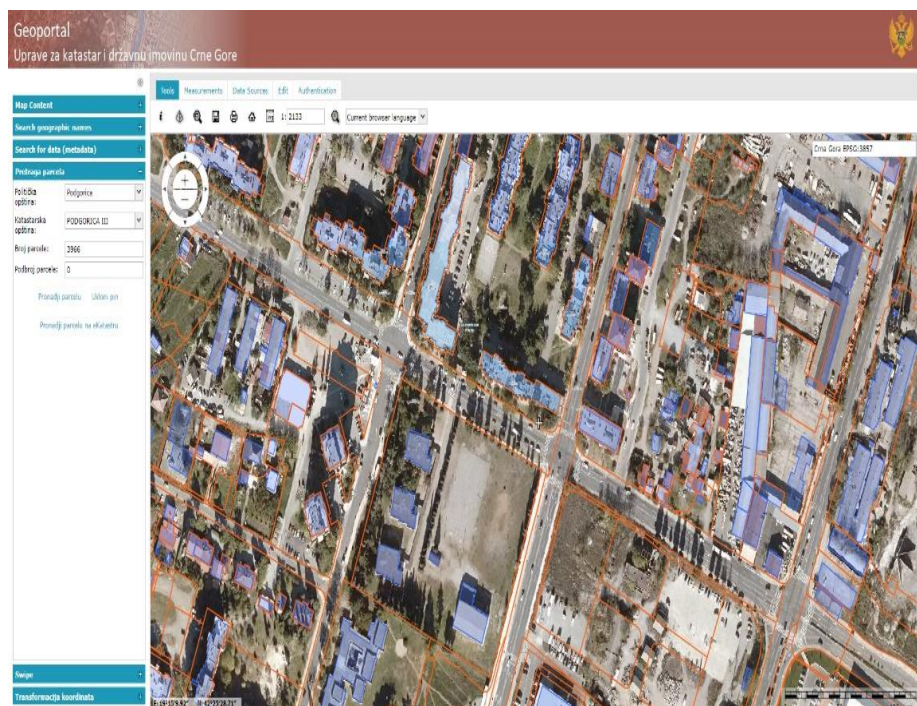 Geoportal
Uprave za katastar i državnu imovinu Crne Gore
Tools Measurements Data Sources Edit Authentication
Map Content
1: 2133 Current browser language
Search geographic names
Search for data (metadata)
Crna Gora EPSG:3857
Pretraga parcela
Politička opština: Podgorica
Katastarska opština: PODGORICA III
Broj parcele: 3966
Podbroj parcele: 0
Pronadji parcelu Ukloni pin
Pronadji parcelu na eKatastru
Swipe
Transformacija koordinata